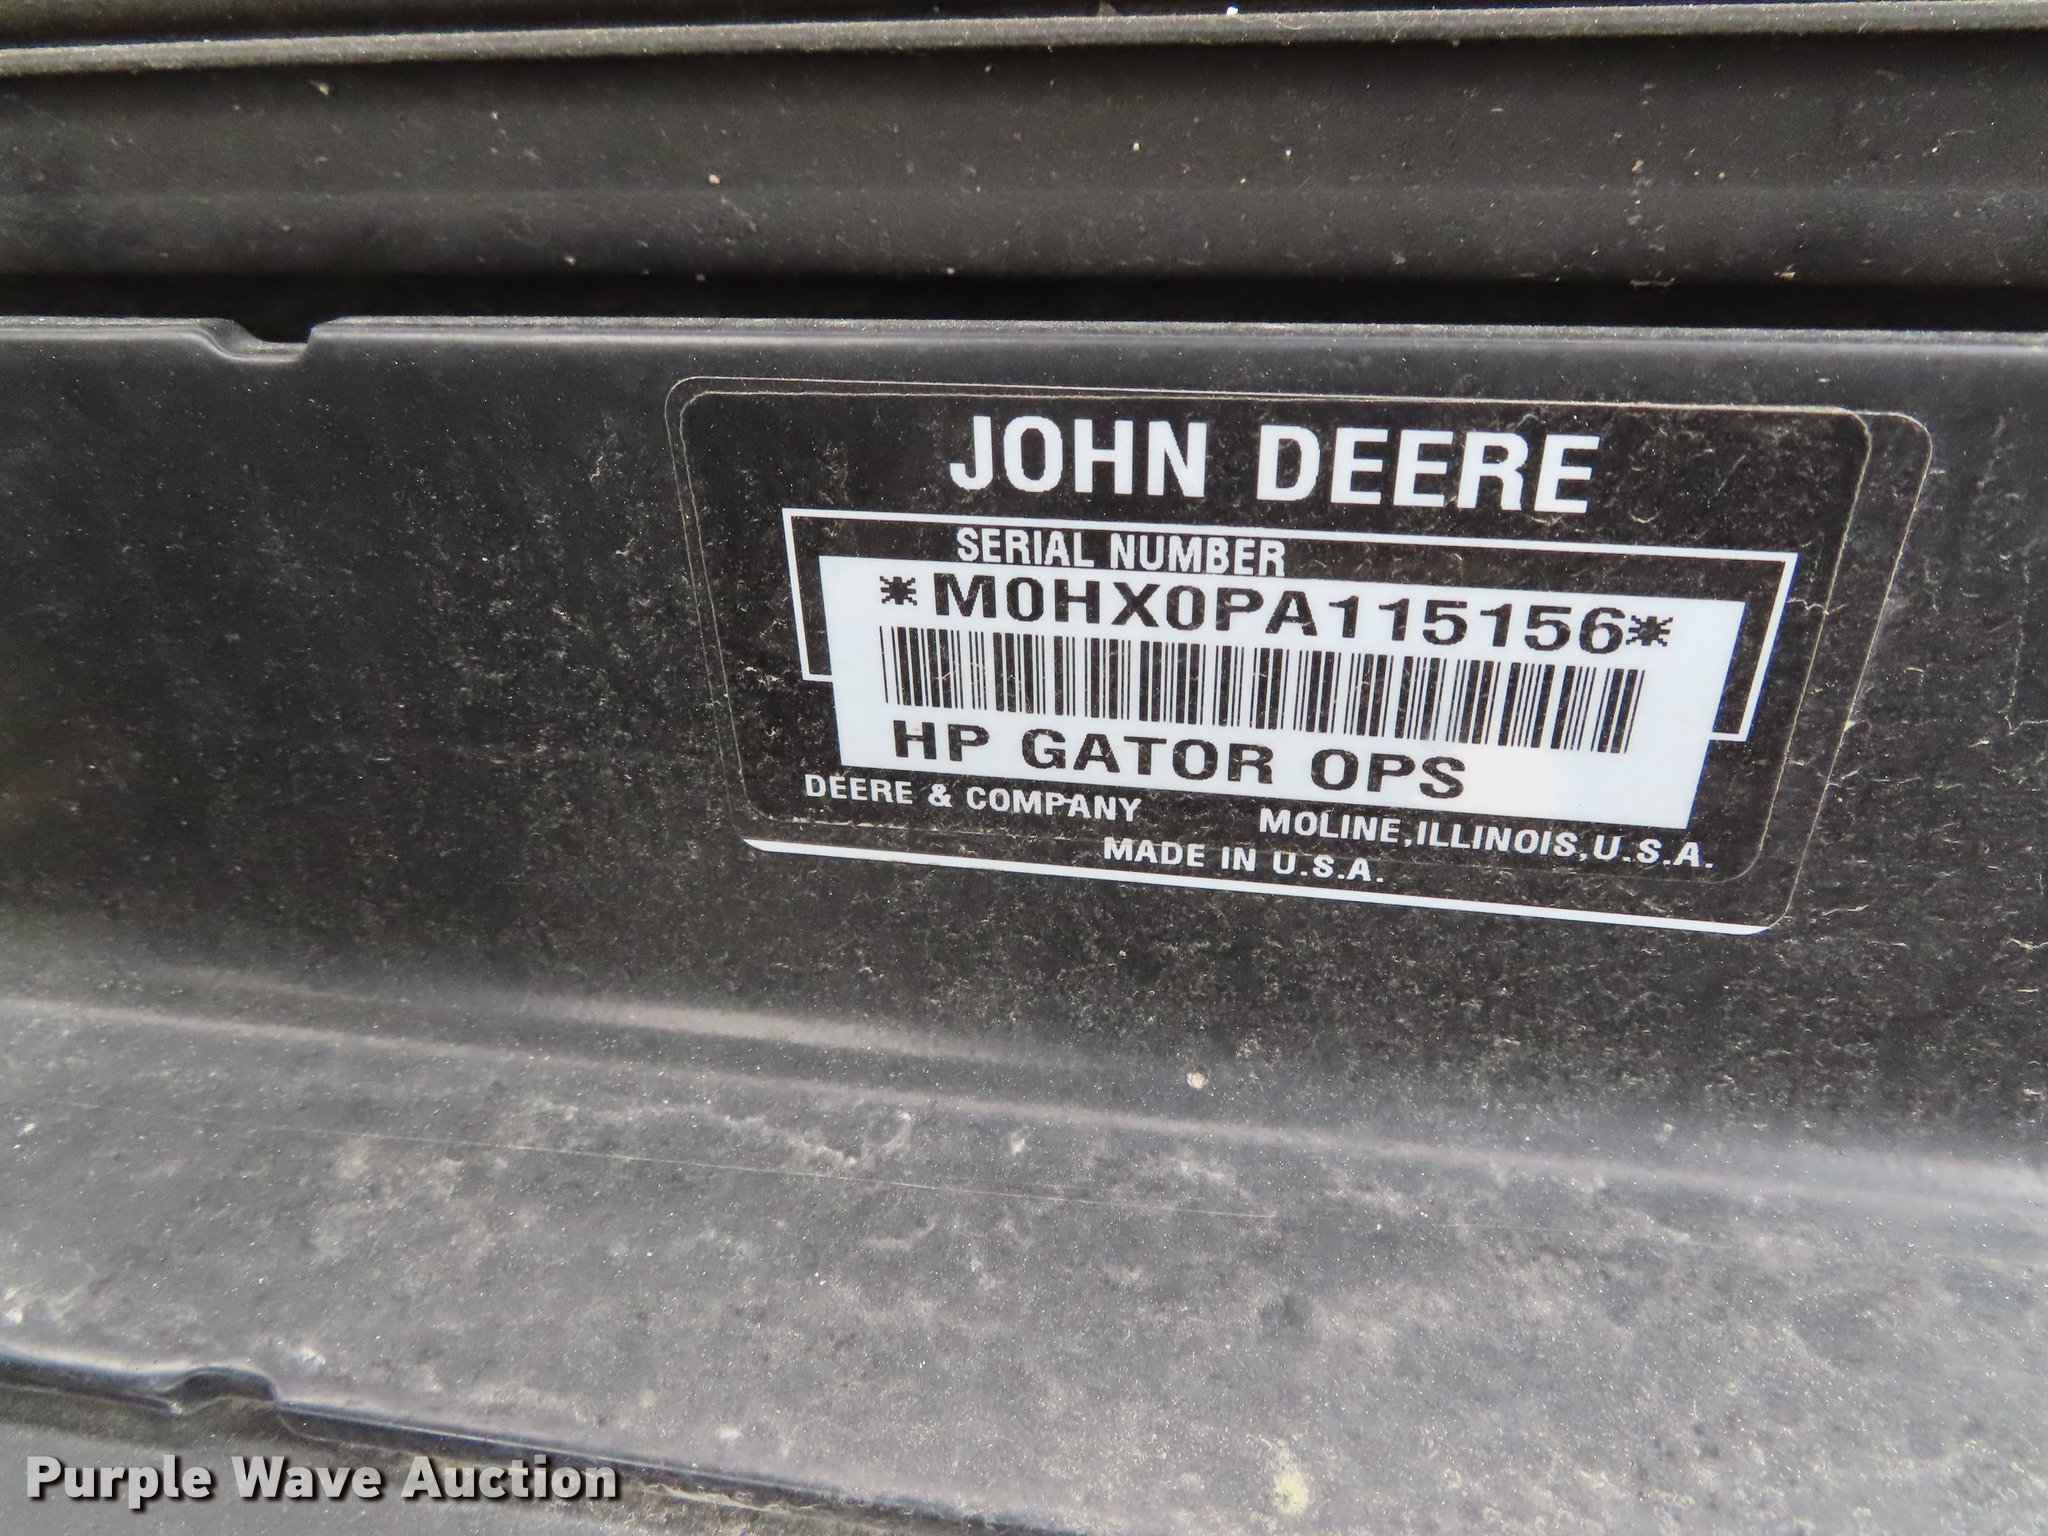 JOHN DEERE
SERIAL NUMBER
*M0HX0PA115156*
HP GATOR OPS
DEERE & COMPANY MOLINE, ILLINOIS, U.S.A.
MADE IN U.S.A.
Purple Wave Auction